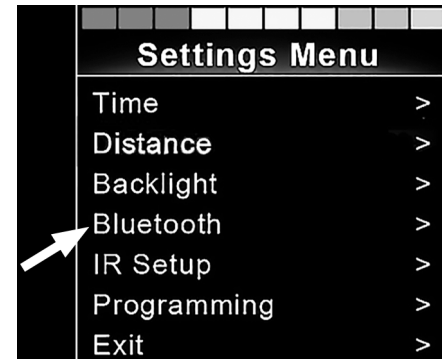 Settings Menu
Time >
Distance >
Backlight >
Bluetooth >
IR Setup >
Programming >
Exit >